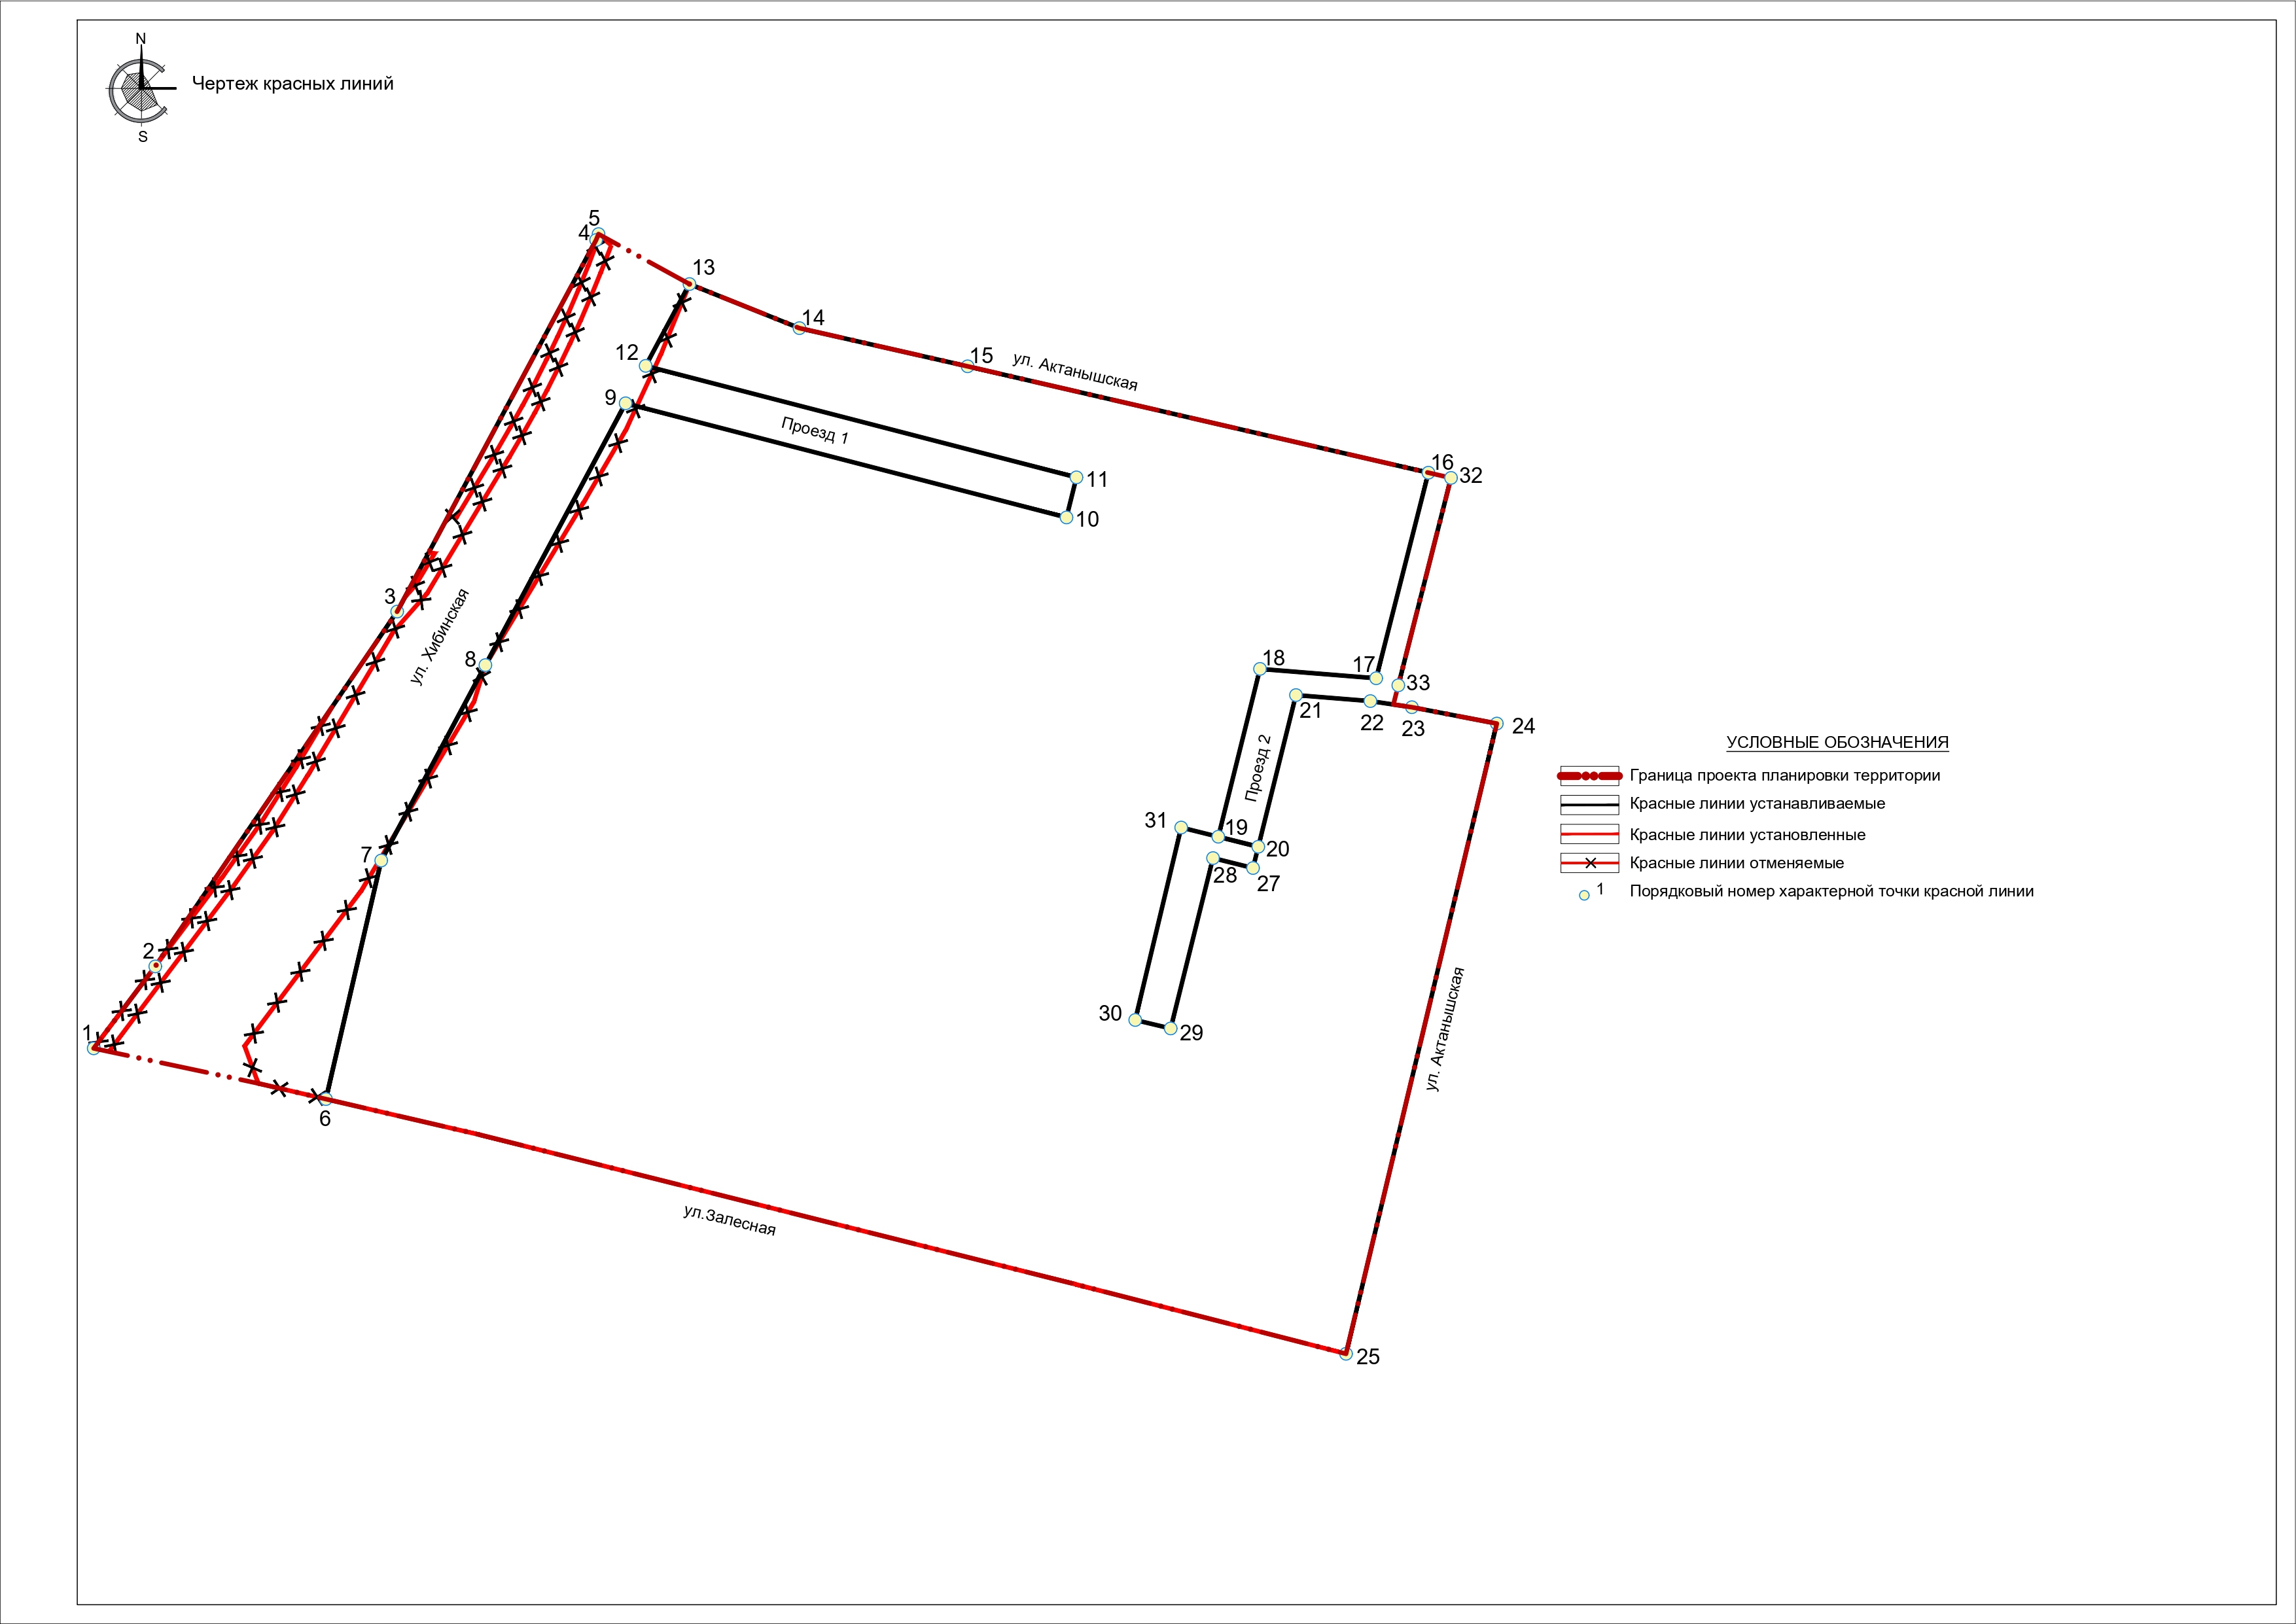 N
Чертеж красных линий
S
5
4
13
14
12
15
ул. Актанышская
9
Проезд 1
16
32
11
10
3
ул. Хибинская
8
18
17
33
21
22
23
24
УСЛОВНЫЕ ОБОЗНАЧЕНИЯ
Граница проекта планировки территории
Красные линии устанавливаемые
Красные линии установленные
Красные линии отменяемые
1 Порядковый номер характерной точки красной линии
Проезд 2
31
19
20
7
28
27
2
30
29
1
ул. Актанышская
6
ул.Залесная
25